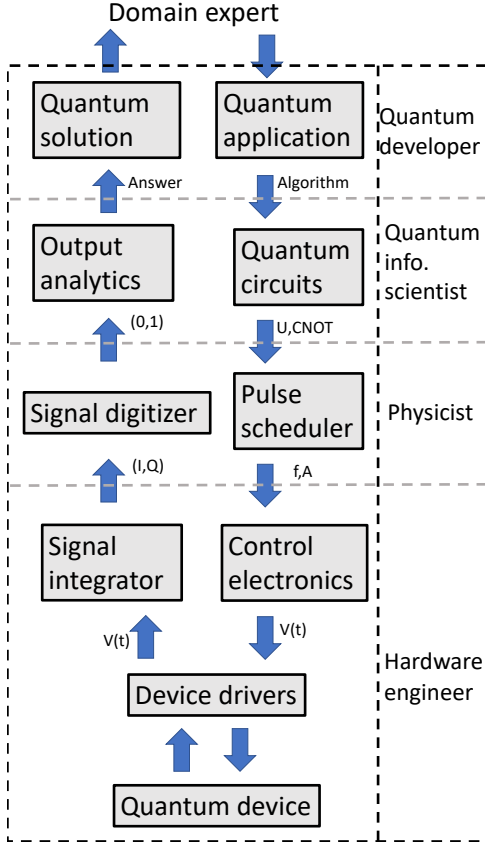 Domain expert
Quantum
solution
Quantum
application
Quantum
developer
Answer
Algorithm
Output
analytics
Quantum
circuits
Quantum
info.
scientist
(0,1)
U,CNOT
Signal digitizer
Pulse
scheduler
Physicist
(I,Q)
f,A
Signal
integrator
Control
electronics
V(t)
V(t)
Hardware
engineer
Device drivers
Quantum device